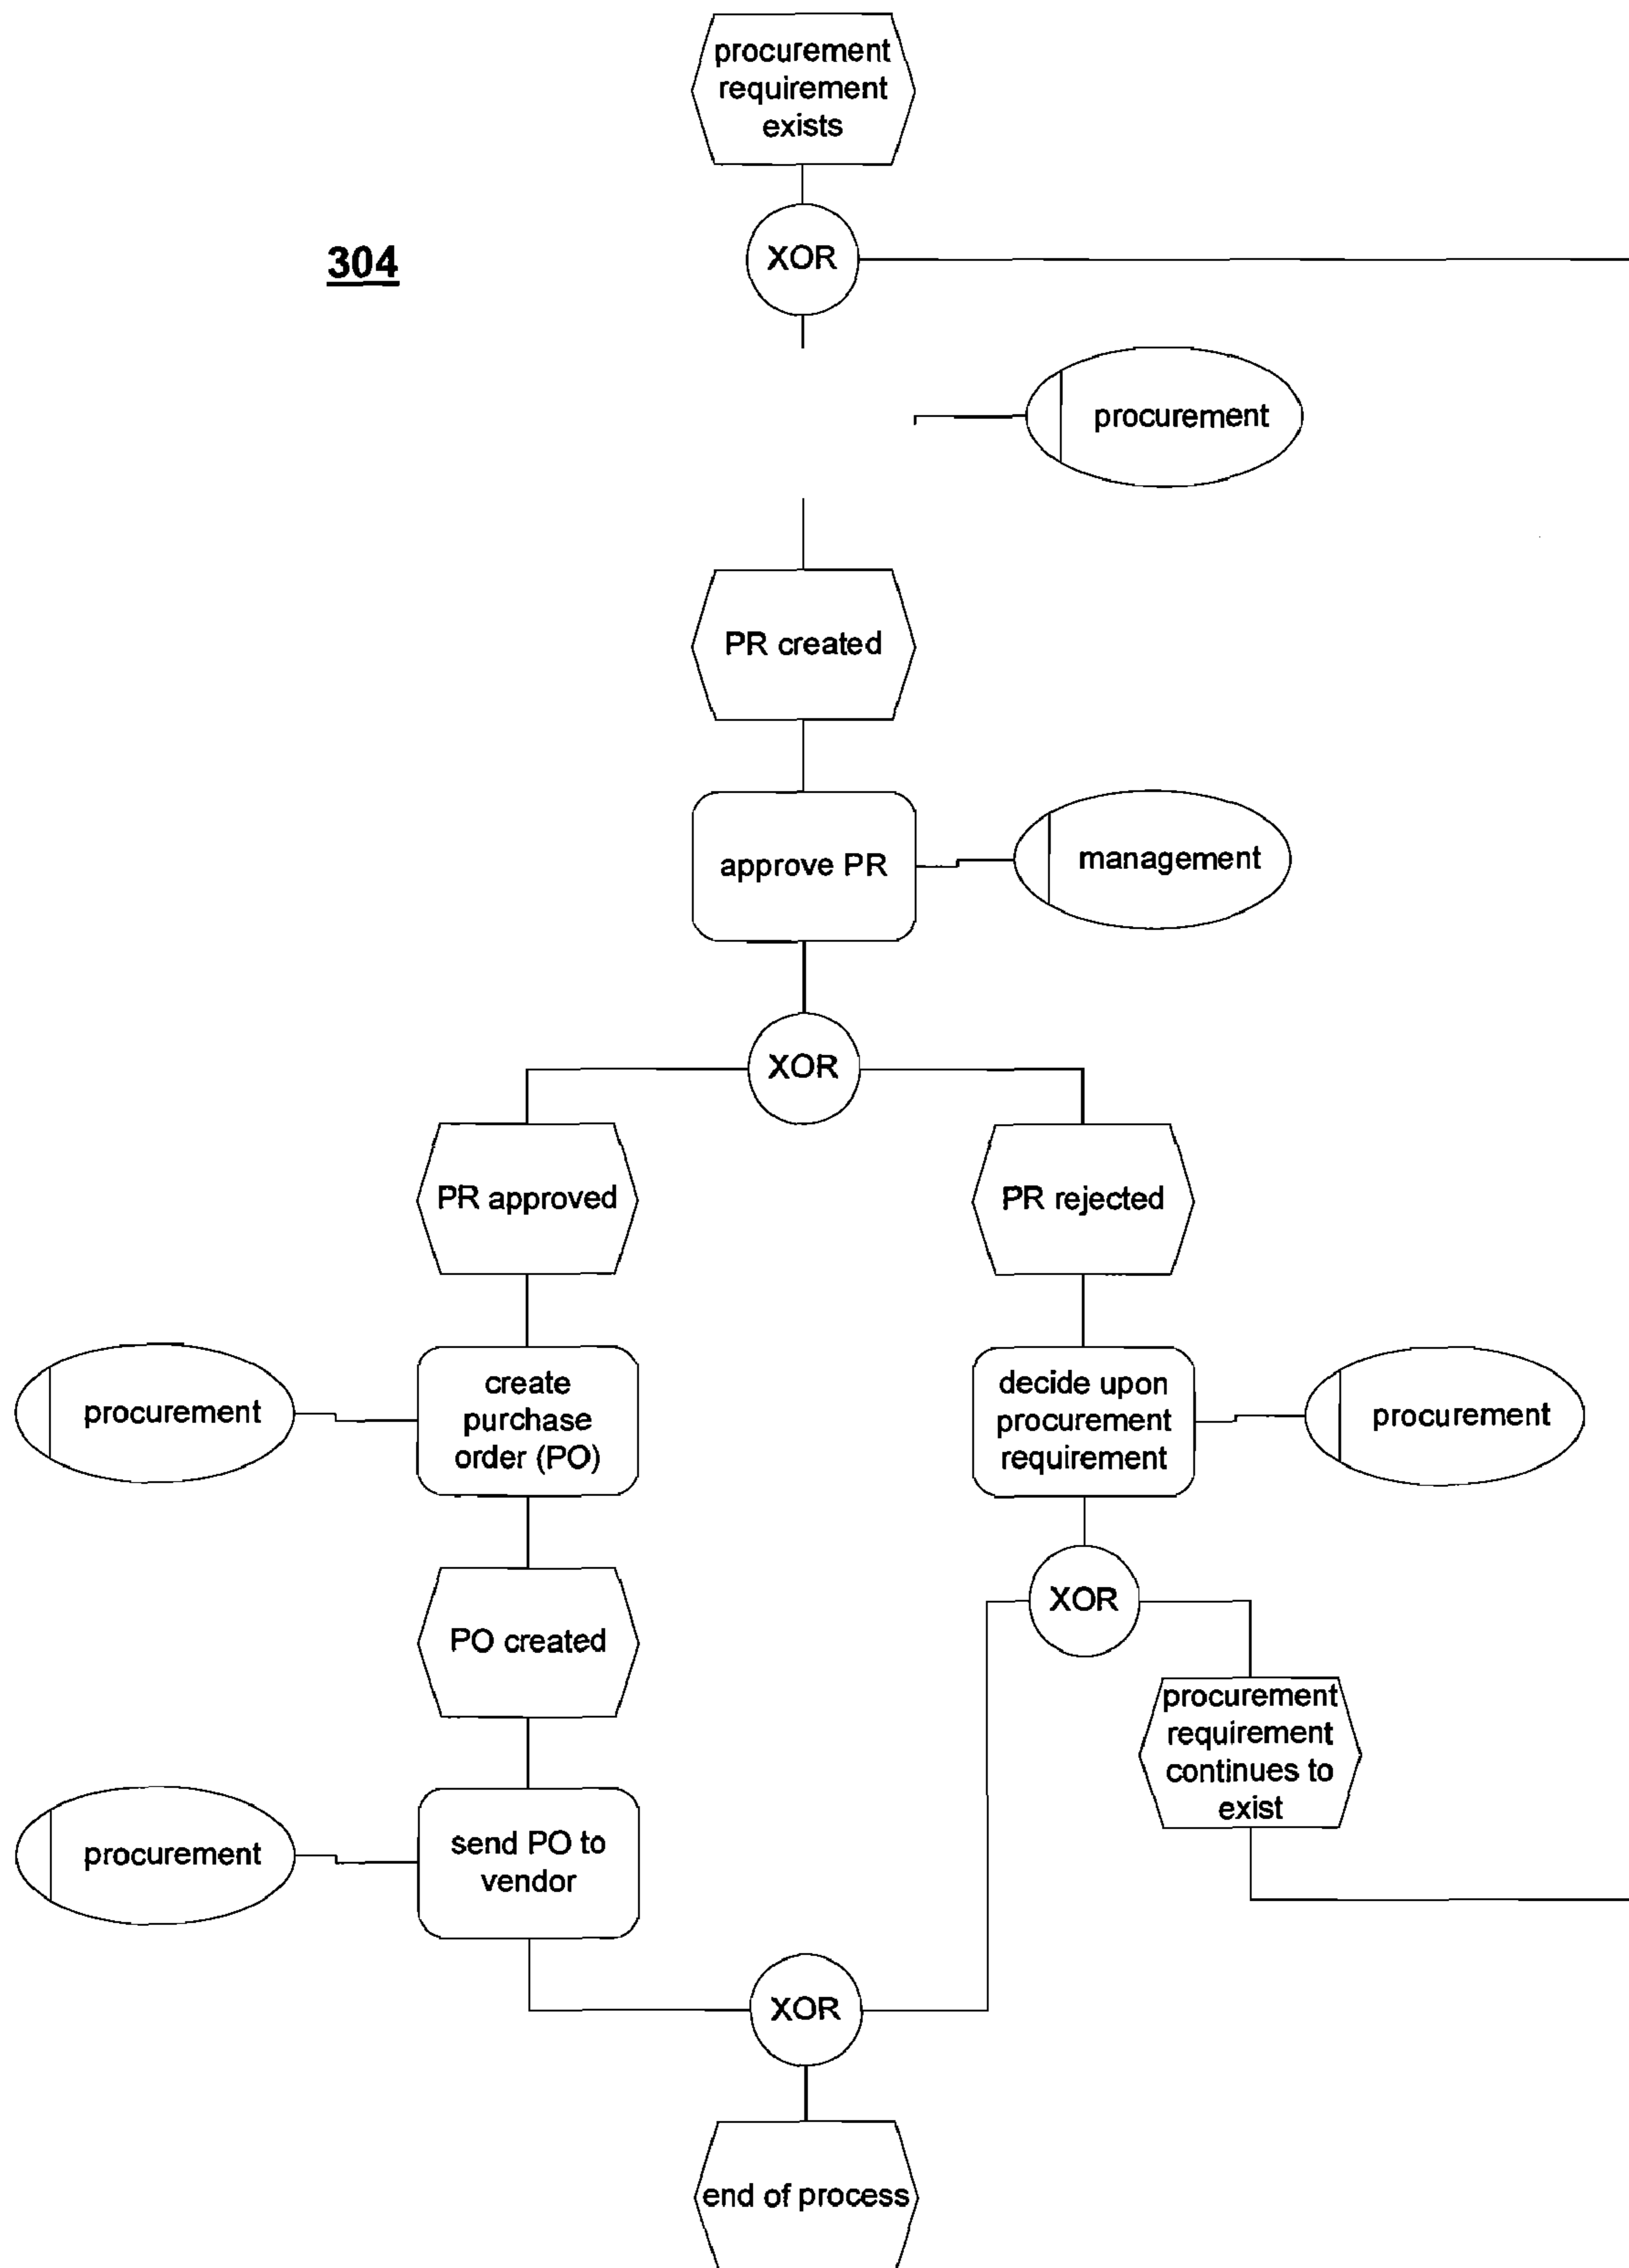 procurement
requirement
exists
304
XOR
procurement
PR created
approve PR
management
XOR
PR approved
PR rejected
procurement
create
purchase
order (PO)
decide upon
procurement
requirement
procurement
XOR
PO created
procurement
requirement
continues to
exist
procurement
send PO to
vendor
XOR
end of process